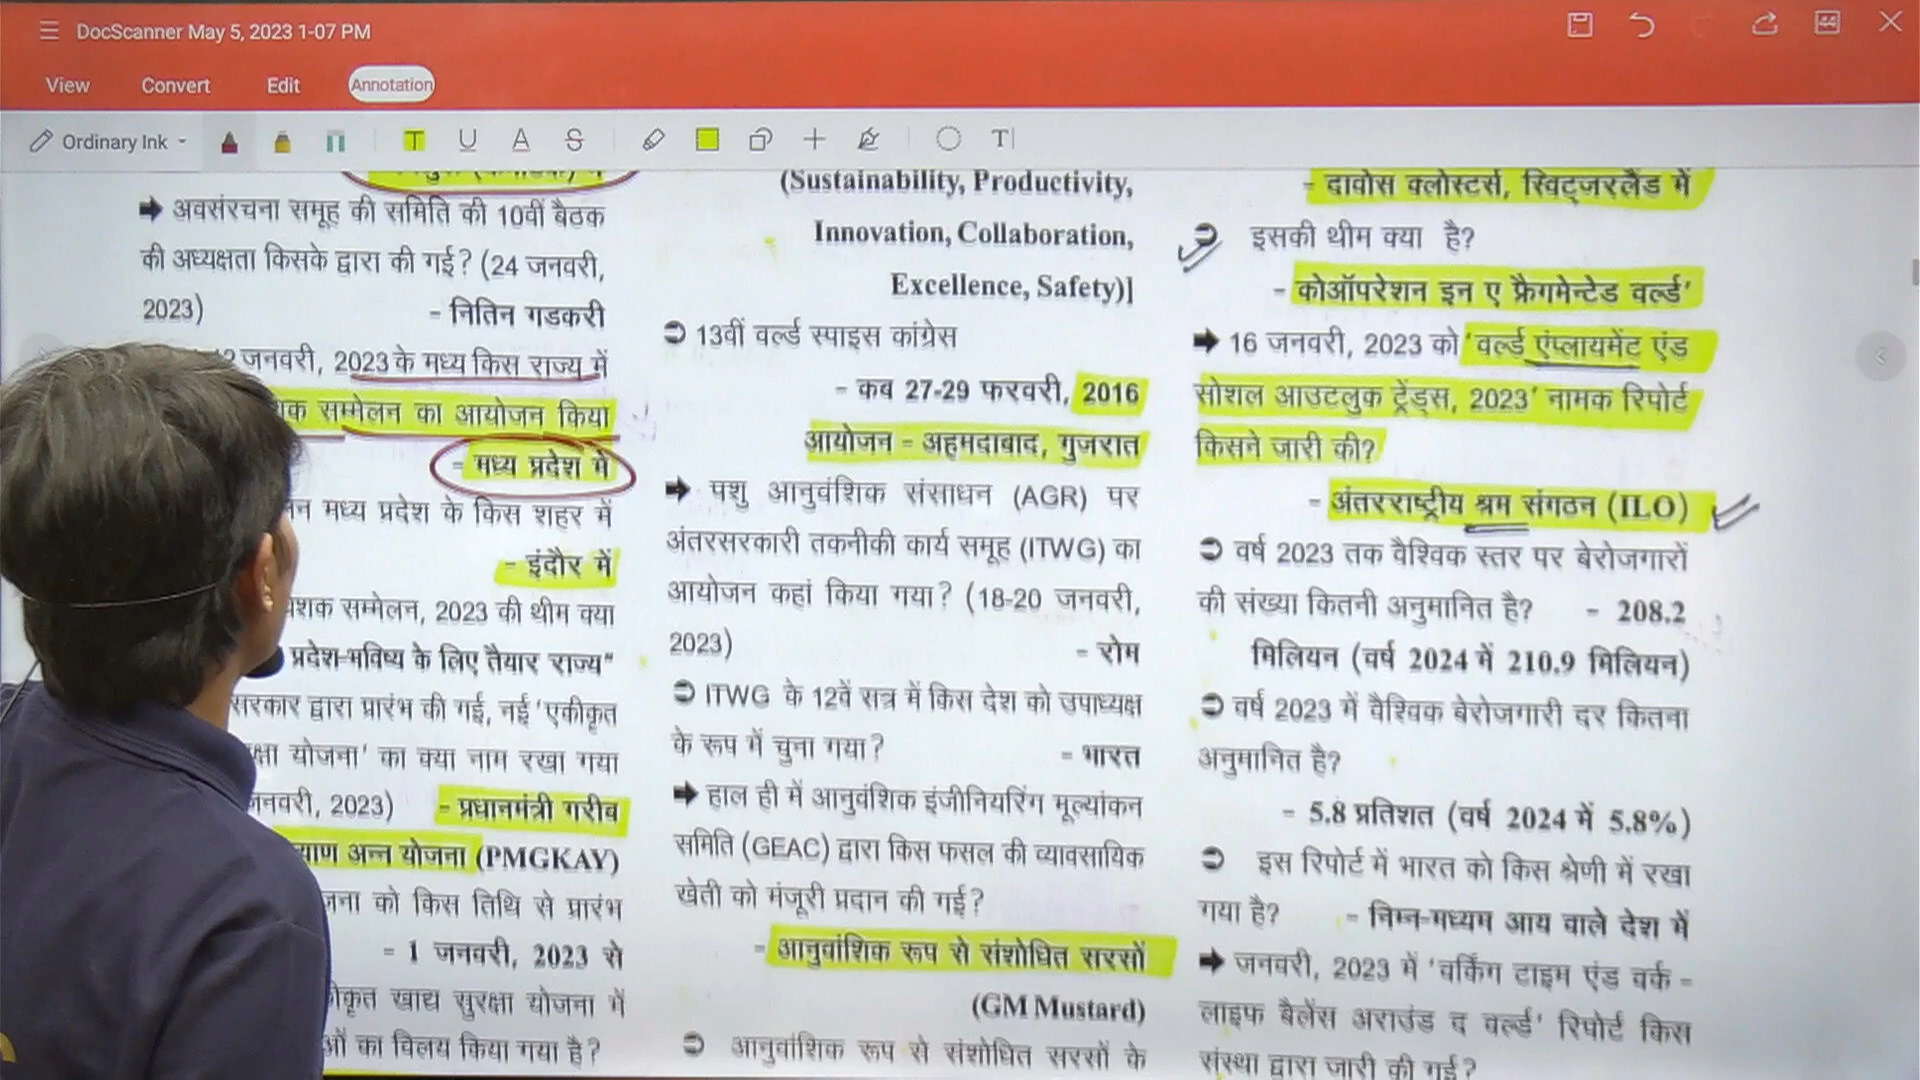 DocScanner May 5, 2023 1-07 PM
View Convert Edit Annotation
Ordinary Ink
➡ अवसंरचना समूह की समिति की 10वीं बैठक
की अध्यक्षता किसके द्वारा की गई? (24 जनवरी,
2023) - नितिन गडकरी
जनवरी, 2023 के मध्य किस राज्य में
सम्मेलन का आयोजन किया
- मध्य प्रदेश में
मध्य प्रदेश के किस शहर में
- इंदौर में
सम्मेलन, 2023 की थीम क्या
प्रदेश-भविष्य के लिए तैयार राज्य"
सरकार द्वारा प्रारंभ की गई, नई 'एकीकृत
योजना' का क्या नाम रखा गया
2023) - प्रधानमंत्री गरीब
अन्न योजना (PMGKAY)
को किस तिथि से प्रारंभ
- 1 जनवरी, 2023 से
खाद्य सुरक्षा योजना में
का विलय किया गया है?
(Sustainability, Productivity,
Innovation, Collaboration,
Excellence, Safety)]
➲ 13वीं वर्ल्ड स्पाइस कांग्रेस
- कब 27-29 फरवरी, 2016
आयोजन - अहमदाबाद, गुजरात
➡ पशु आनुवंशिक संसाधन (AGR) पर
अंतरसरकारी तकनीकी कार्य समूह (ITWG) का
आयोजन कहां किया गया? (18-20 जनवरी,
2023) - रोम
➲ ITWG के 12वें सत्र में किस देश को उपाध्यक्ष
के रूप में चुना गया? - भारत
➡ हाल ही में आनुवंशिक इंजीनियरिंग मूल्यांकन
समिति (GEAC) द्वारा किस फसल की व्यावसायिक
खेती को मंजूरी प्रदान की गई?
- आनुवांशिक रूप से संशोधित सरसों
(GM Mustard)
➲ आनुवांशिक रूप से संशोधित सरसों के
- दावोस क्लोस्टर्स, स्विट्जरलैंड में
➲ इसकी थीम क्या है?
- कोऑपरेशन इन ए फ्रैगमेन्टेड वर्ल्ड'
➡ 16 जनवरी, 2023 को 'वर्ल्ड एंप्लायमेंट एंड
सोशल आउटलुक ट्रेंड्स, 2023' नामक रिपोर्ट
किसने जारी की?
- अंतरराष्ट्रीय श्रम संगठन (ILO)
➲ वर्ष 2023 तक वैश्विक स्तर पर बेरोजगारों
की संख्या कितनी अनुमानित है? - 208.2
मिलियन (वर्ष 2024 में 210.9 मिलियन)
➲ वर्ष 2023 में वैश्विक बेरोजगारी दर कितना
अनुमानित है?
- 5.8 प्रतिशत (वर्ष 2024 में 5.8%)
➲ इस रिपोर्ट में भारत को किस श्रेणी में रखा
गया है? - निम्न-मध्यम आय वाले देश में
➡ जनवरी, 2023 में 'वर्किंग टाइम एंड वर्क -
लाइफ बैलेंस अराउंड द वर्ल्ड' रिपोर्ट किस
संस्था द्वारा जारी की गई?